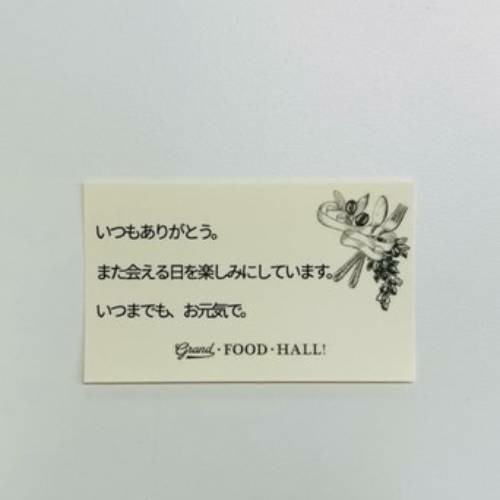 いつもありがとう。
また会える日を楽しみにしています。
いつまでも、お元気で。
Grand · FOOD · HALL!